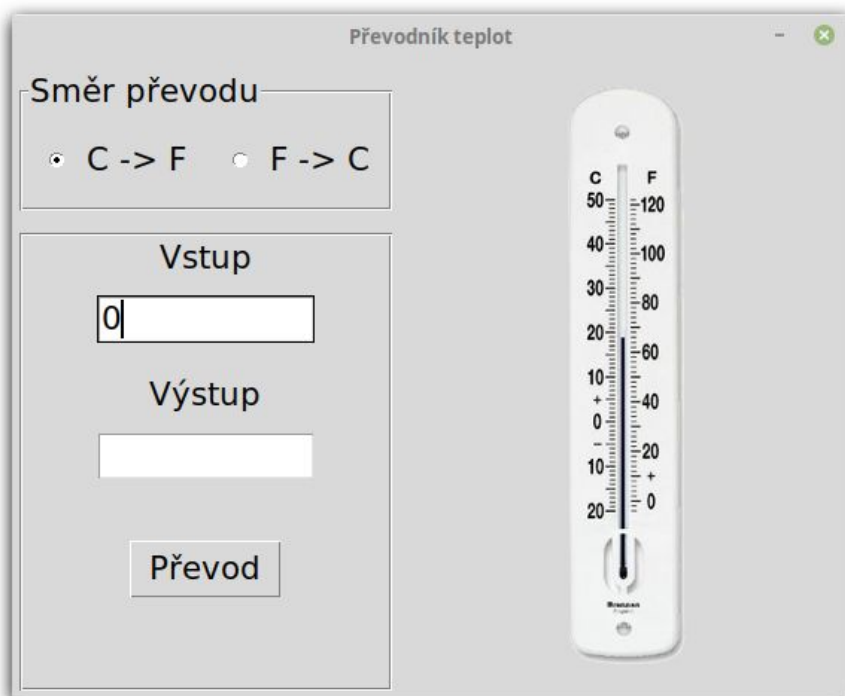 Převodník teplot
Směr převodu
C -> F F -> C
Vstup
0
Výstup
Převod
C F
50 120
40 100
30 80
20 60
10 40
+
0
–
20
10 +
20 0
Brannan